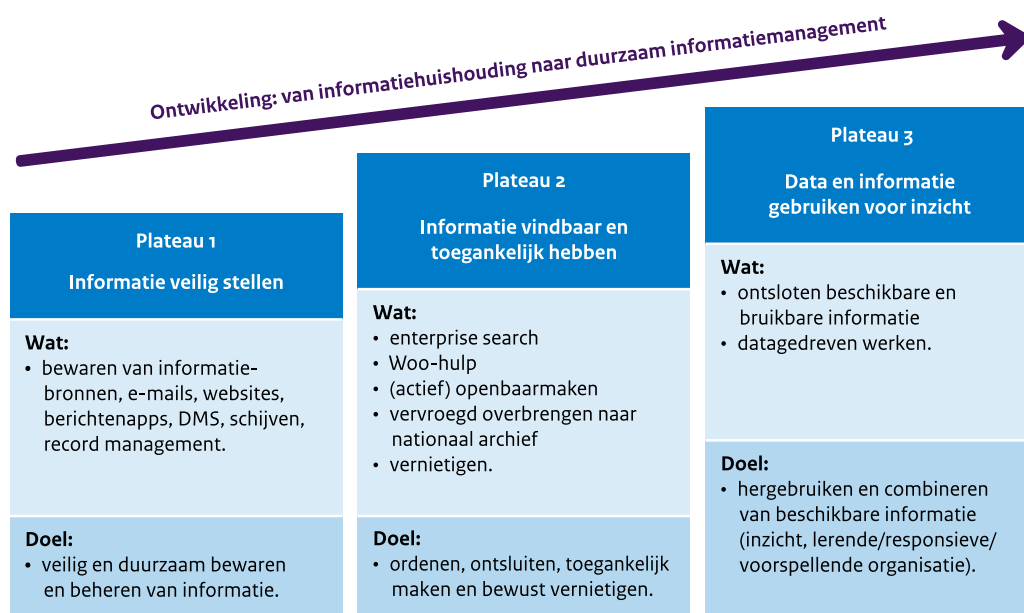 Ontwikkeling: van informatiehuishouding naar duurzaam informatiemanagement
Plateau 1
Informatie veilig stellen
Wat:
• bewaren van informatie-
bronnen, e-mails, websites,
berichtenapps, DMS, schijven,
record management.
Doel:
• veilig en duurzaam bewaren
en beheren van informatie.
Plateau 2
Informatie vindbaar en
toegankelijk hebben
Wat:
• enterprise search
• Woo-hulp
• (actief) openbaarmaken
• vervroegd overbrengen naar
nationaal archief
• vernietigen.
Doel:
• ordenen, ontsluiten, toegankelijk
maken en bewust vernietigen.
Plateau 3
Data en informatie
gebruiken voor inzicht
Wat:
• ontsloten beschikbare en
bruikbare informatie
• datagedreven werken.
Doel:
• hergebruiken en combineren
van beschikbare informatie
(inzicht, lerende/responsieve/
voorspellende organisatie).